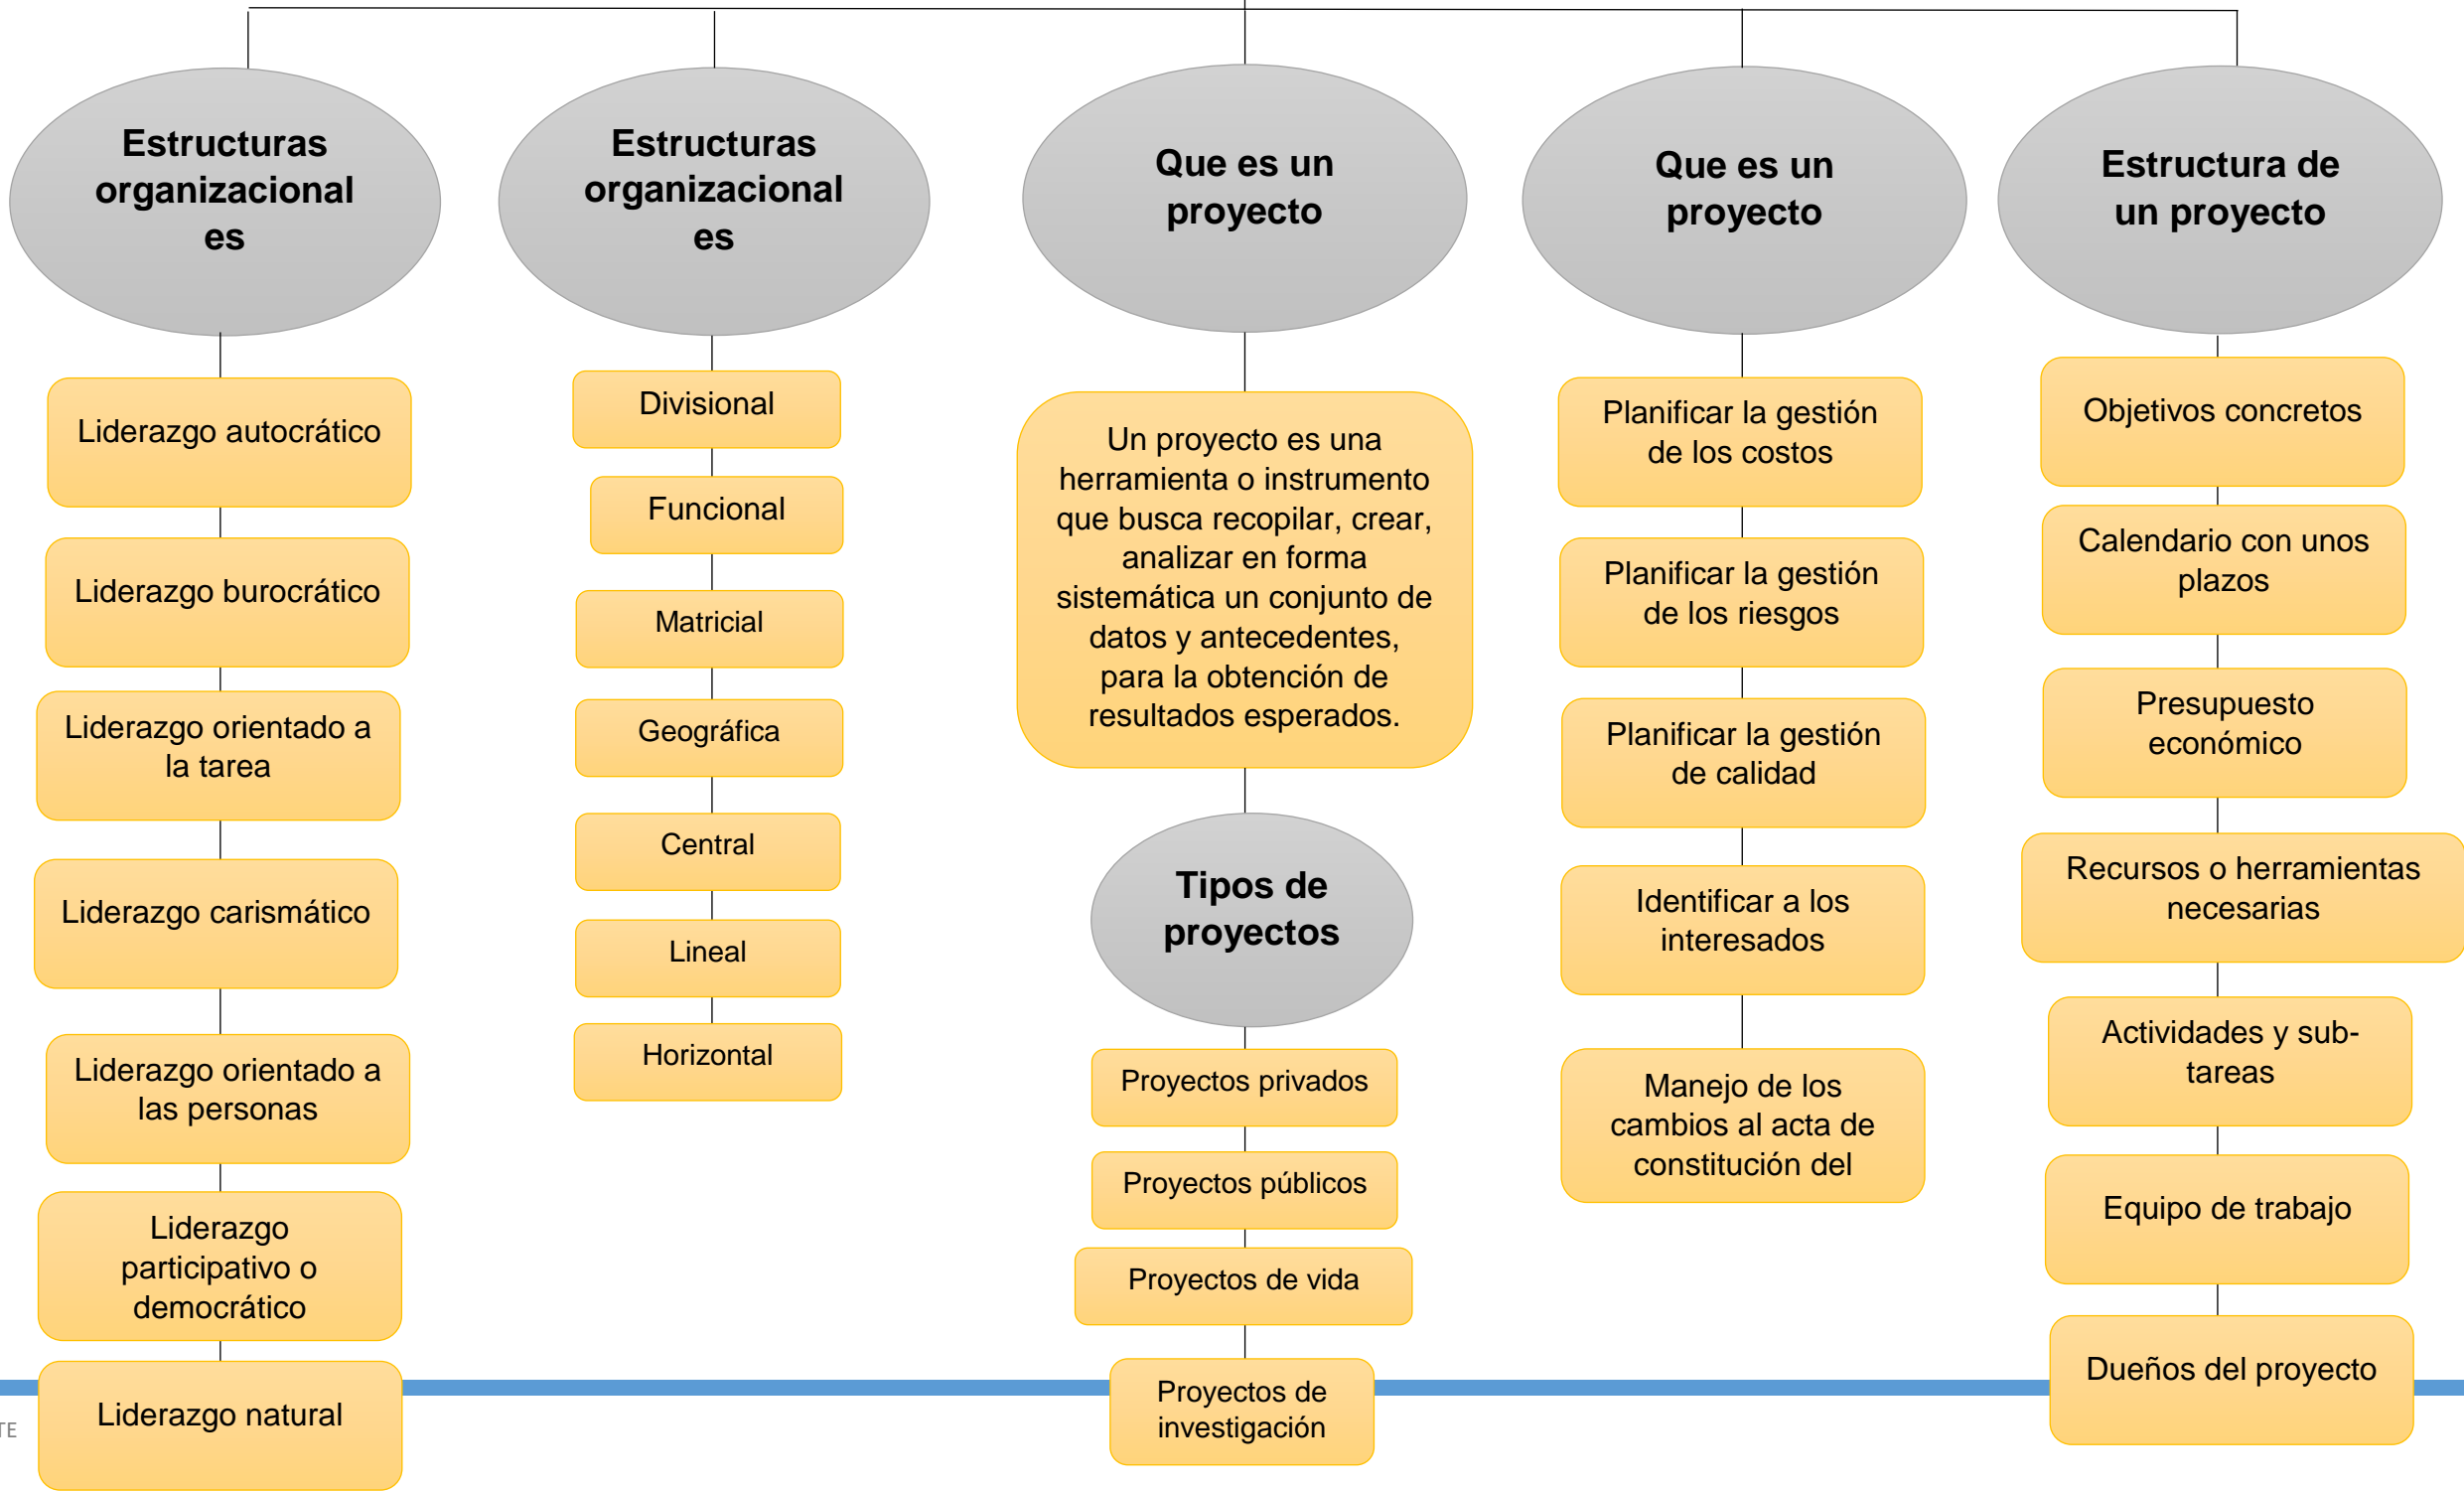 Estructuras
organizacional
es
Liderazgo autocrático
Liderazgo burocrático
Liderazgo orientado a
la tarea
Liderazgo carismático
Liderazgo orientado a
las personas
Liderazgo
participativo o
democrático
Liderazgo natural
Estructuras
organizacional
es
Divisional
Funcional
Matricial
Geográfica
Central
Lineal
Horizontal
Que es un
proyecto
Un proyecto es una
herramienta o instrumento
que busca recopilar, crear,
analizar en forma
sistemática un conjunto de
datos y antecedentes,
para la obtención de
resultados esperados.
Tipos de
proyectos
Proyectos privados
Proyectos públicos
Proyectos de vida
Proyectos de
investigación
Que es un
proyecto
Planificar la gestión
de los costos
Planificar la gestión
de los riesgos
Planificar la gestión
de calidad
Identificar a los
interesados
Manejo de los
cambios al acta de
constitución del
Estructura de
un proyecto
Objetivos concretos
Calendario con unos
plazos
Presupuesto
económico
Recursos o herramientas
necesarias
Actividades y sub-
tareas
Equipo de trabajo
Dueños del proyecto
TE